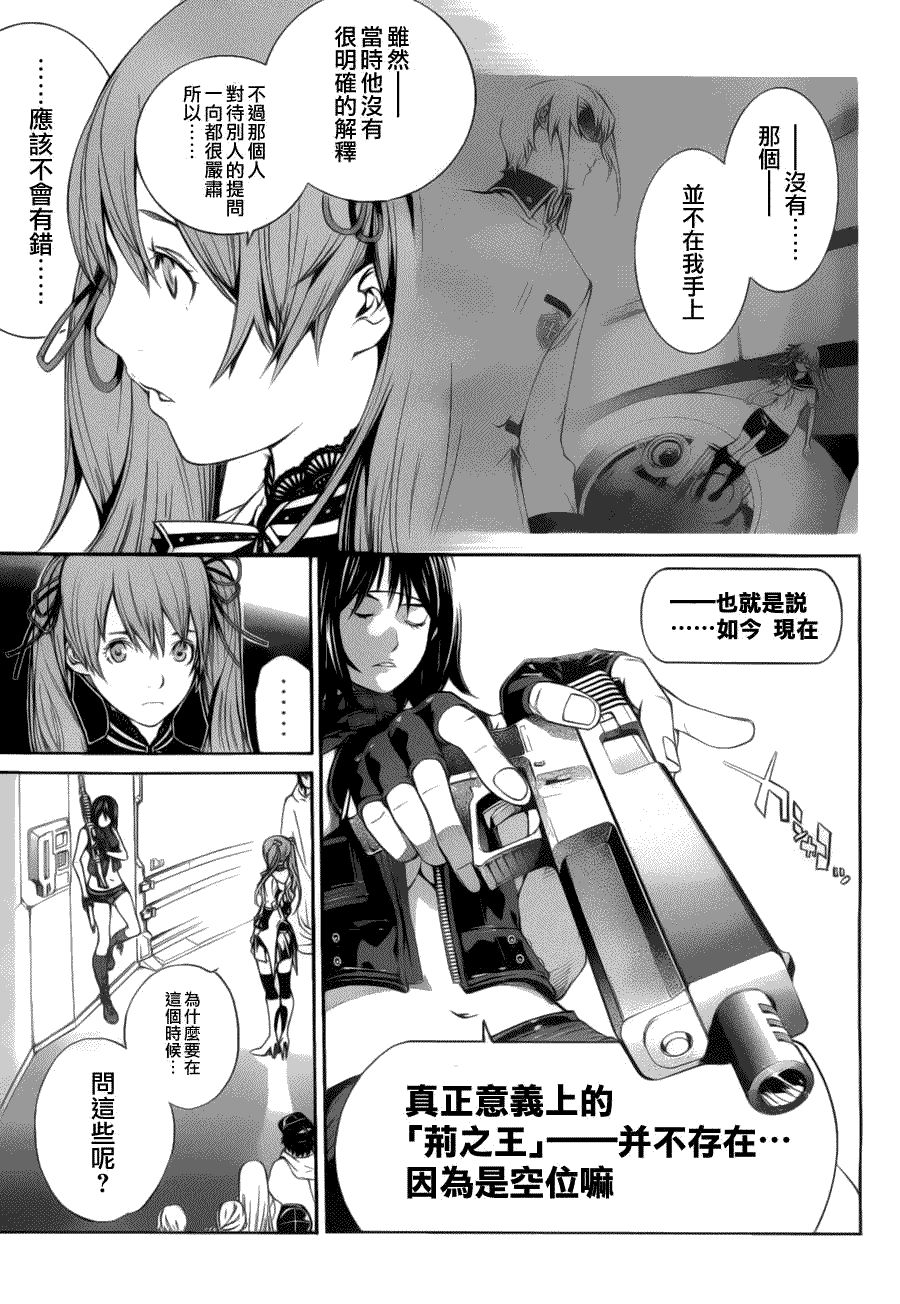 ——沒有……
那個——
並不在我手上
雖然——
當時他沒有
很明確的解釋
不過那個人
對待別人的提問
一向都很嚴肅
所以……
……應該不會有錯……
——也就是説
……如今 現在
ガシャッ
真正意義上的
「荊之王」——并不存在…
因為是空位嘛
……
為什麼要在
這個時候…
問這些呢?